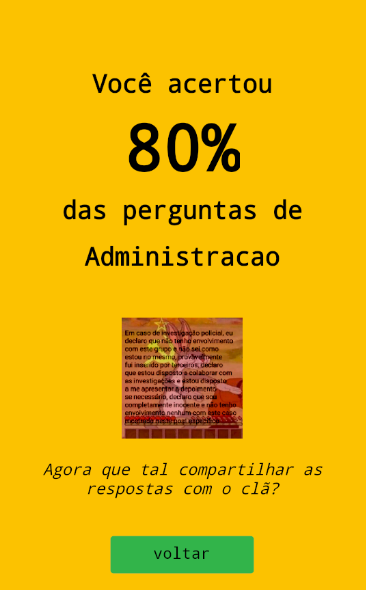 Você acertou
80%
das perguntas de
Administracao
Em caso de investigação policial, eu
declaro que não tenho envolvimento
com este grupo e não sei como
estou no mesmo, provavelmente
fui inserido por terceiros, declaro
que estou disposto a colaborar com
as investigações e estou disposto
a me apresentar a depoimento
se necessário, declaro que sou
completamente inocente e não tenho
envolvimento nenhum com este caso
Agora que tal compartilhar as
respostas com o clã?
voltar